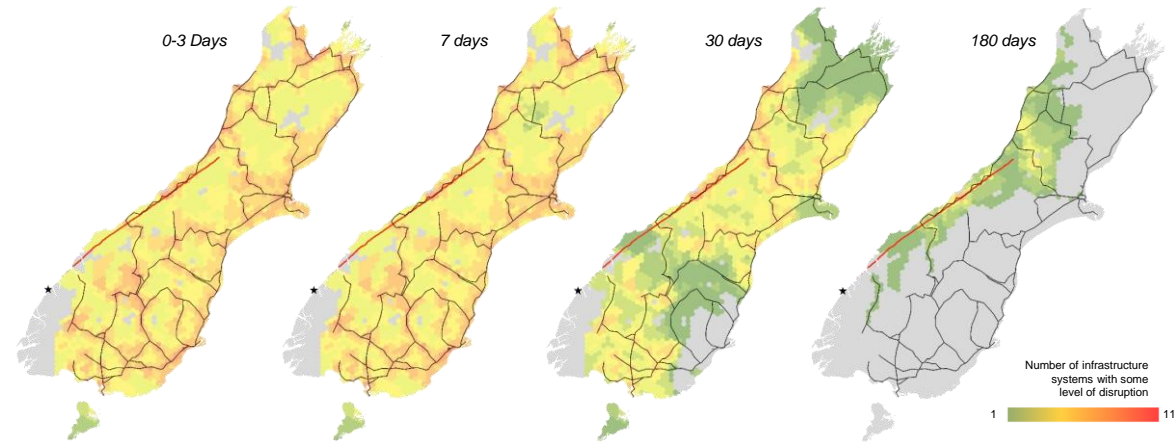 0-3 Days
7 days
30 days
180 days
Number of infrastructure
systems with some
level of disruption
1
11